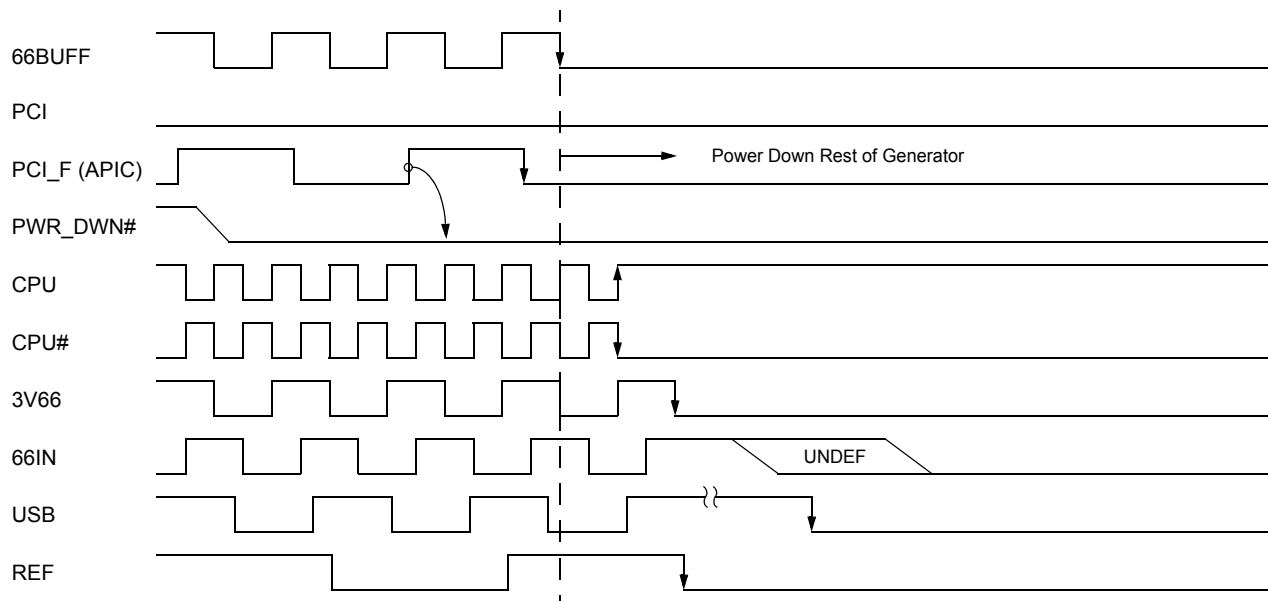 66BUFF
PCI
PCI_F (APIC)
Power Down Rest of Generator
PWR_DWN#
CPU
CPU#
3V66
66IN
UNDEF
USB
REF